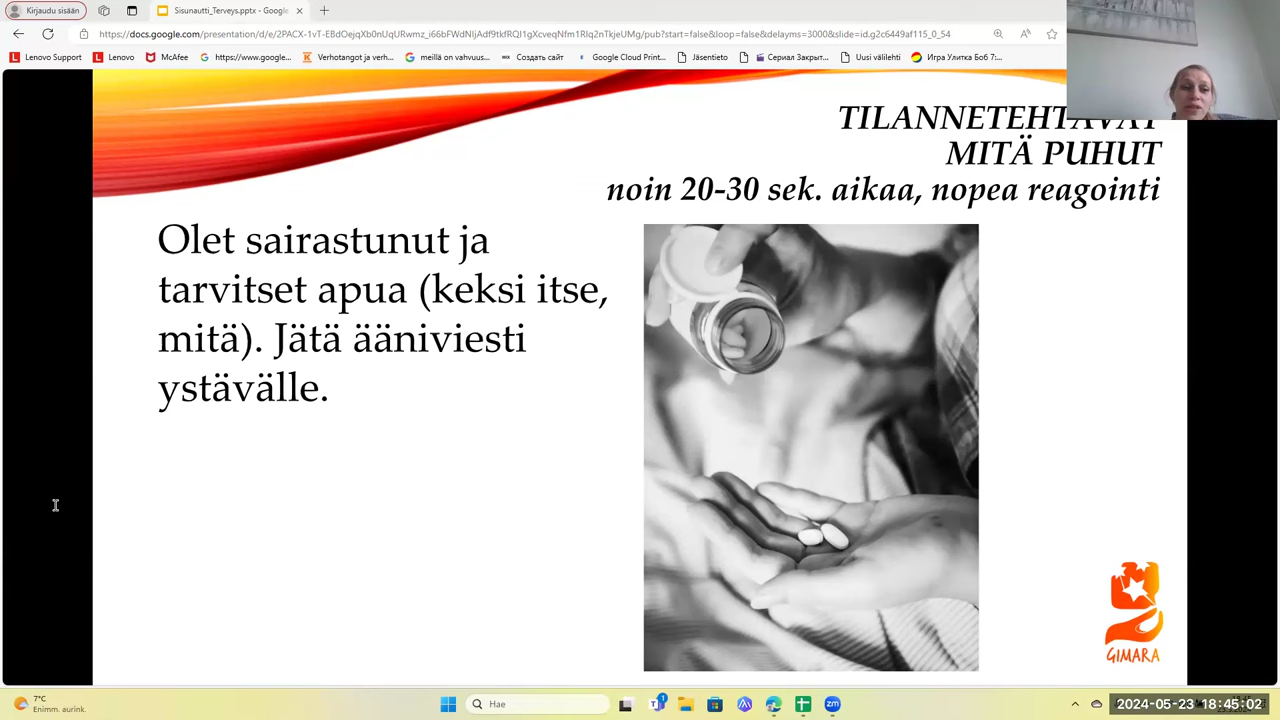 Kirjaudu sisään
Sisunautti_Terveys.pptx - Google
https://docs.google.com/presentation/d/e/2PACX-1vT-EBdOejqXb0nUqURwmz_i66bFWdNIjAdf9tkfRQI1gXcveqNfm1Rlq2nTkjeUMg/pub?start=false&loop=false&delayms=3000&slide=id.g2c6449af115_0_54
Lenovo Support
Lenovo
McAfee
https://www.google...
Verhotangot ja verh...
meillä on vahvuus...
Создать сайт
Google Cloud Print...
Jäsentieto
Сериал Закрыт...
Uusi välilehti
Игра Улитка Боб 7:...
TILANNETEHTÄVÄT
MITÄ PUHUT
noin 20-30 sek. aikaa, nopea reagointi
Olet sairastunut ja
tarvitset apua (keksi itse,
mitä). Jätä ääniviesti
ystävälle.
GIMARA
7°C
Enimm. aurink.
Hae
2024-05-23 18:45:02